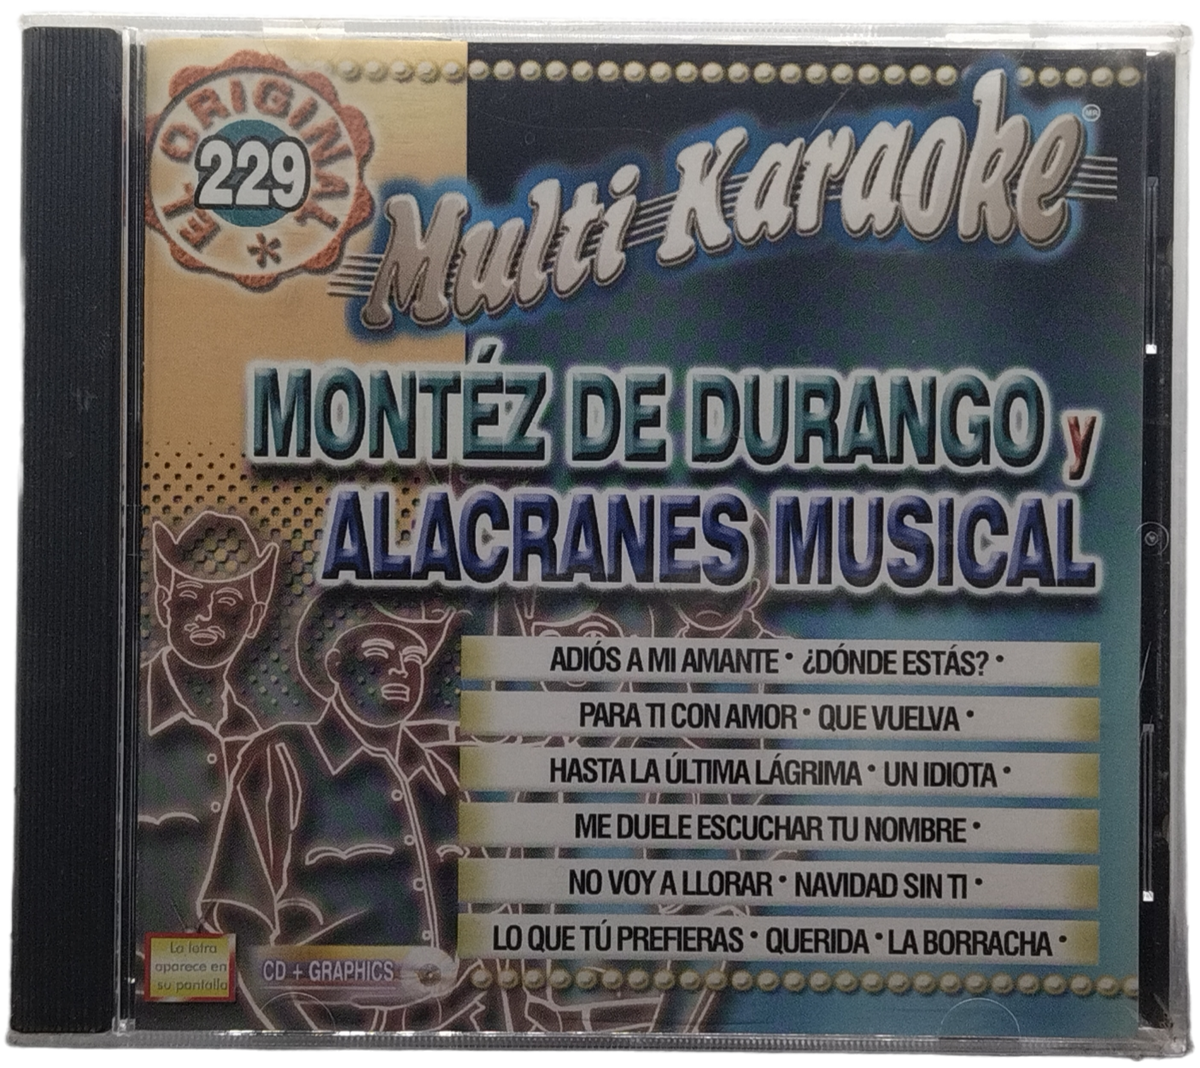 EL ORIGINAL *
229
Multi Karaoke MR
MONTÉZ DE DURANGO y
ALACRANES MUSICAL
ADIÓS A MI AMANTE • ¿DÓNDE ESTÁS? •
PARA TI CON AMOR • QUE VUELVA •
HASTA LA ÚLTIMA LÁGRIMA • UN IDIOTA •
ME DUELE ESCUCHAR TU NOMBRE •
NO VOY A LLORAR • NAVIDAD SIN TI •
LO QUE TÚ PREFIERAS • QUERIDA • LA BORRACHA •
La letra
aparece en
su pantalla
CD + GRAPHICS